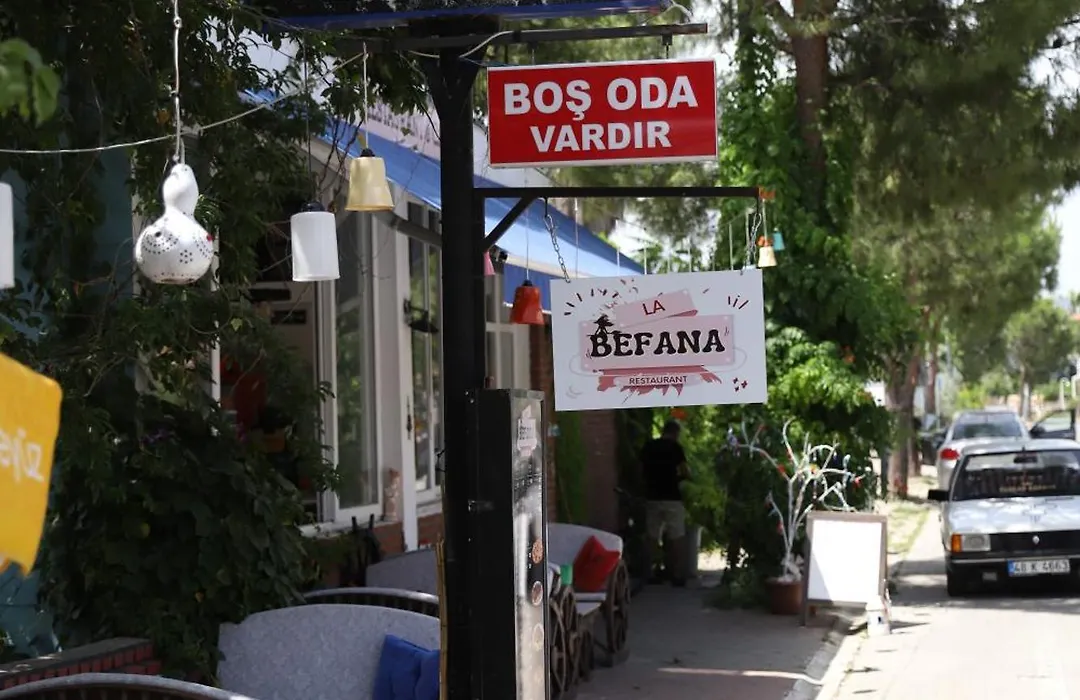 BOŞ ODA
VARDIR
LA
BEFANA
RESTAURANT
48 K 4663